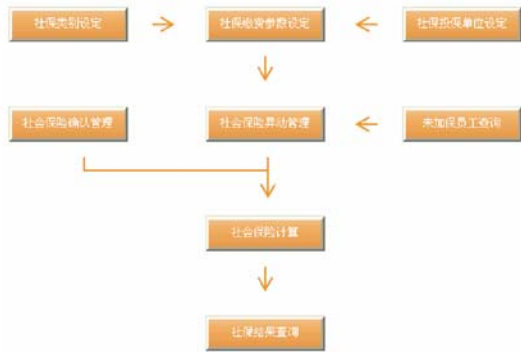 社保类别设定
社保缴费参数设定
社保投保单位设定
社会保险确认管理
社会保险异动管理
未加保员工查询
社会保险计算
社保结果查询